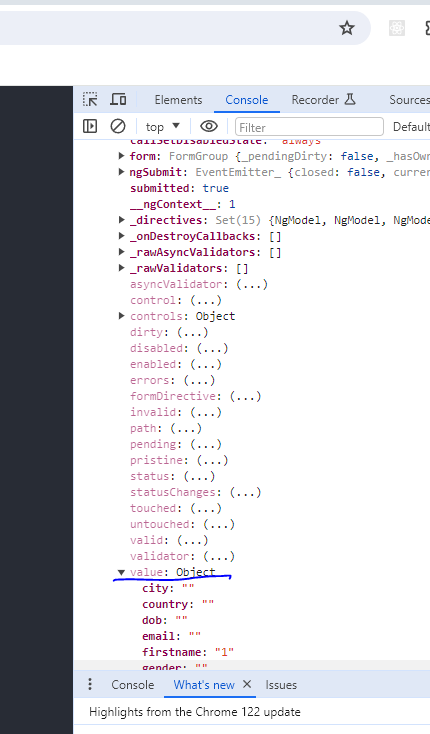 Elements Console Recorder Sources
top Filter Default
callSetDisabledState: "always"
form: FormGroup {_pendingDirty: false, _hasOwn
ngSubmit: EventEmitter_ {closed: false, curren
submitted: true
__ngContext__: 1
_directives: Set(15) {NgModel, NgModel, NgMode
_onDestroyCallbacks: []
_rawAsyncValidators: []
_rawValidators: []
asyncValidator: (...)
control: (...)
controls: Object
dirty: (...)
disabled: (...)
enabled: (...)
errors: (...)
formDirective: (...)
invalid: (...)
path: (...)
pending: (...)
pristine: (...)
status: (...)
statusChanges: (...)
touched: (...)
untouched: (...)
valid: (...)
validator: (...)
value: Object
city: ""
country: ""
dob: ""
email: ""
firstname: "1"
gender: ""
Console What's new Issues
Highlights from the Chrome 122 update